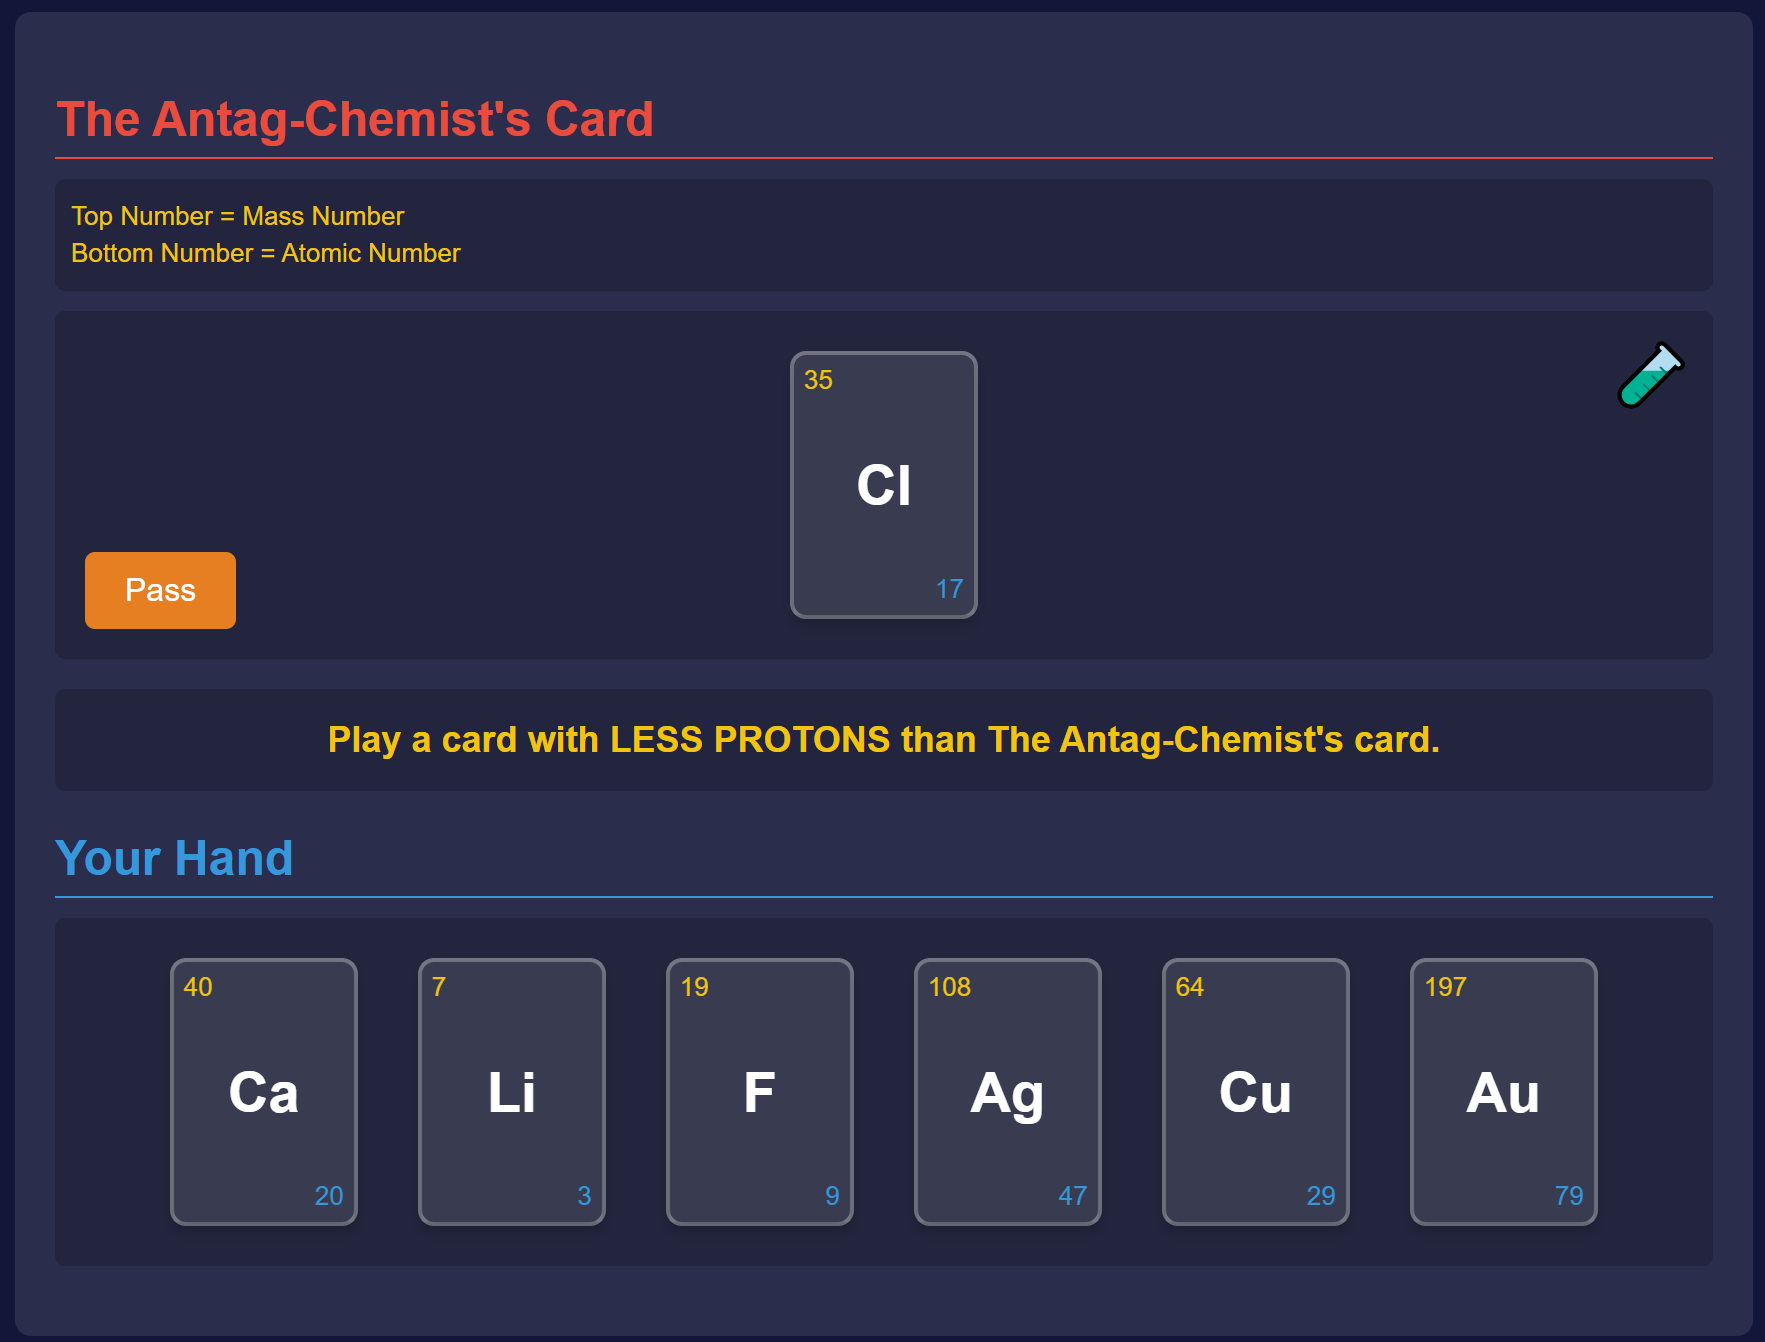 The Antag-Chemist's Card
Top Number = Mass Number
Bottom Number = Atomic Number
35
Cl
17
Pass
Play a card with LESS PROTONS than The Antag-Chemist's card.
Your Hand
40
Ca
20
7
Li
3
19
F
9
108
Ag
47
64
Cu
29
197
Au
79